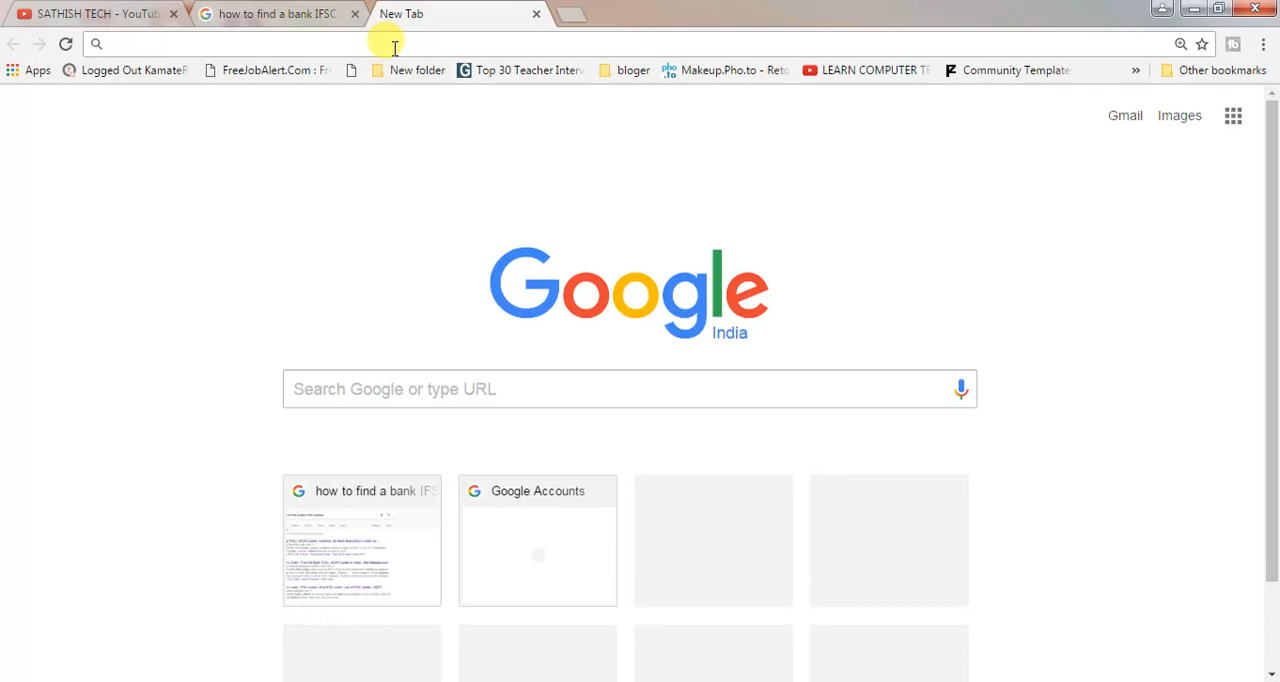 SATHISH TECH - YouTub
how to find a bank IFSC
New Tab
Apps
Logged Out KamateR
FreeJobAlert.Com : Fr
New folder
Top 30 Teacher Interv
bloger
Makeup.Pho.to - Reto
LEARN COMPUTER TE
Community Template
»
Other bookmarks
Gmail
Images
Google
India
Search Google or type URL
how to find a bank IFS
Google Accounts